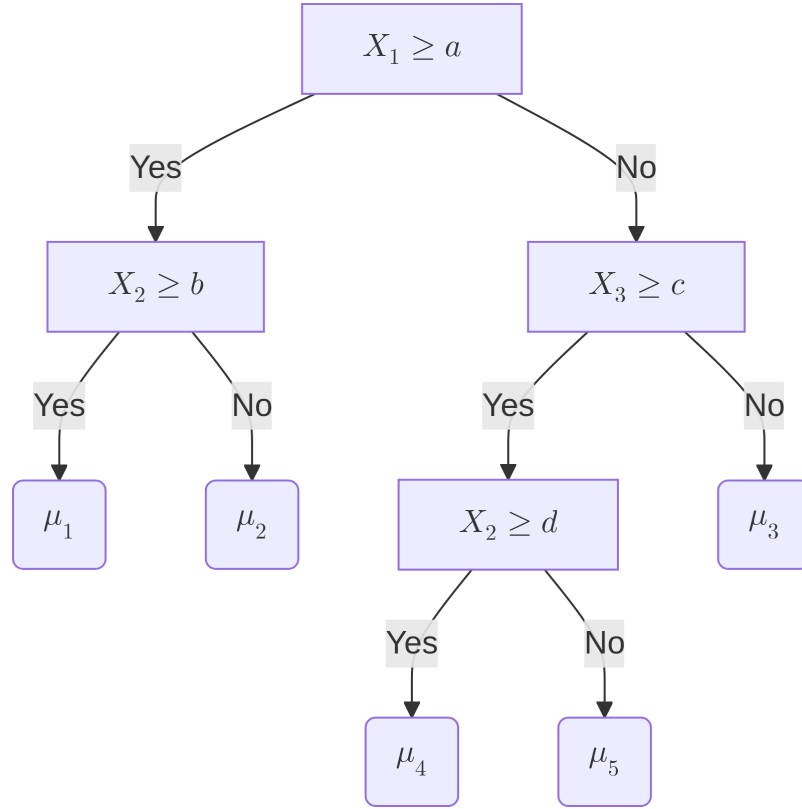 X₁ ≥ a
Yes
No
X₂ ≥ b
X₃ ≥ c
Yes
No
Yes
No
μ₁
μ₂
X₂ ≥ d
μ₃
Yes
No
μ₄
μ₅